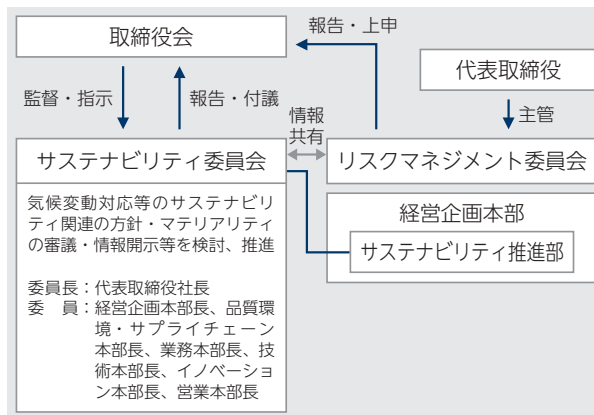 取締役会
報告・上申
代表取締役
監督・指示
報告・付議
主管
情報
共有
サステナビリティ委員会
リスクマネジメント委員会
気候変動対応等のサステナビリ
ティ関連の方針・マテリアリティ
の審議・情報開示等を検討、推進
委員長：代表取締役社長
委　員：経営企画本部長、品質環
境・サプライチェーン
本部長、業務本部長、技
術本部長、イノベーショ
ン本部長、営業本部長
経営企画本部
サステナビリティ推進部